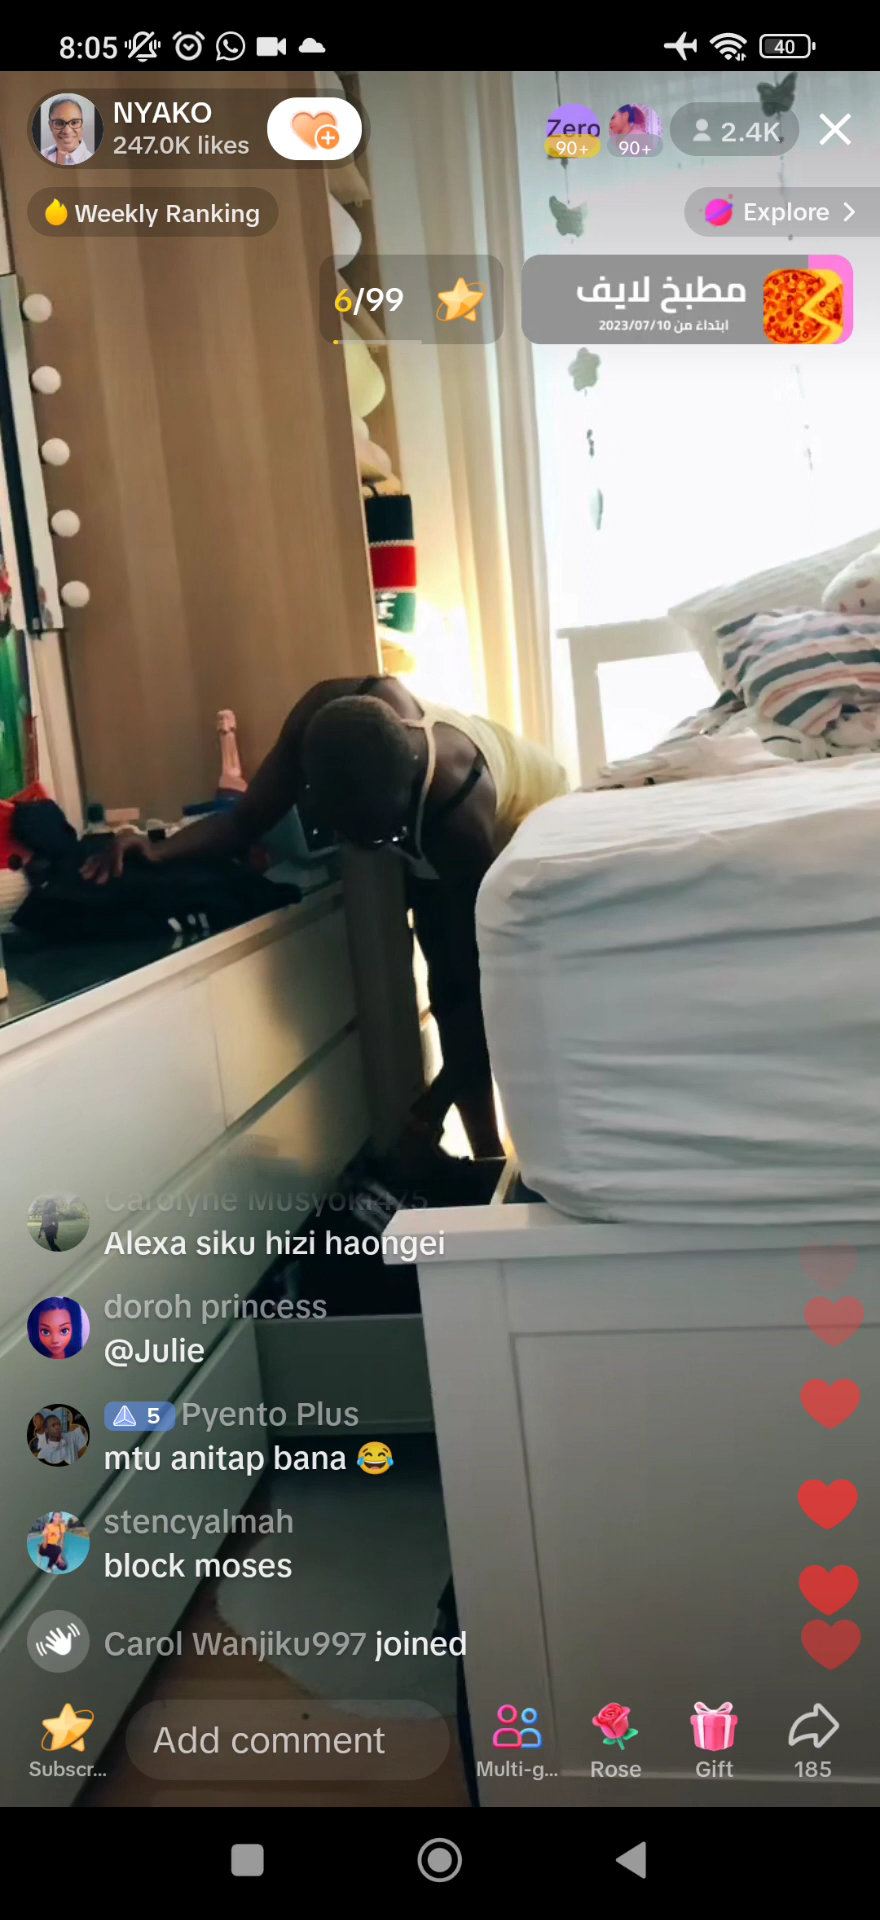 8:05
40
NYAKO
247.0K likes
Zero
90+
90+
2.4K
Weekly Ranking
Explore
6/99
مطبخ لايف
ابتداءً من 2023/07/10
Carolyne Musyoki475
Alexa siku hizi haongei
doroh princess
@Julie
5 Pyento Plus
mtu anitap bana 😂
stencyalmah
block moses
Carol Wanjiku997 joined
Subscr...
Add comment
Multi-g...
Rose
Gift
185